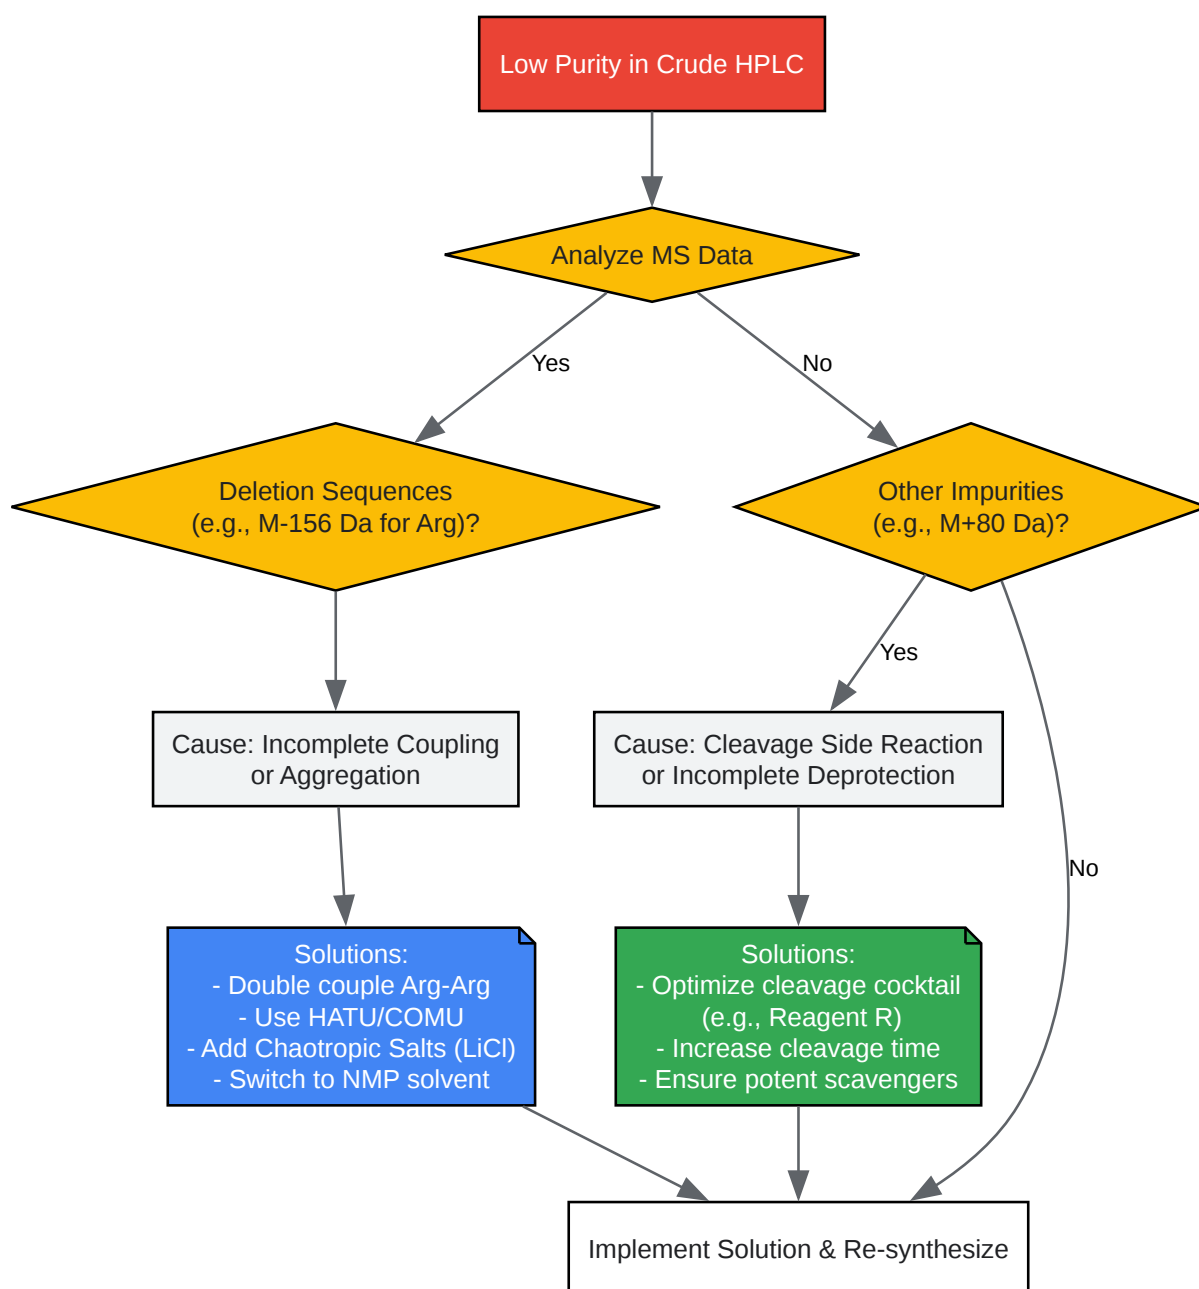 Low Purity in Crude HPLC
Analyze MS Data
Yes
No
Deletion Sequences
(e.g., M-156 Da for Arg)?
Other Impurities
(e.g., M+80 Da)?
Yes
Cause: Incomplete Coupling
or Aggregation
Cause: Cleavage Side Reaction
or Incomplete Deprotection
No
Solutions:
- Double couple Arg-Arg
- Use HATU/COMU
- Add Chaotropic Salts (LiCl)
- Switch to NMP solvent
Solutions:
- Optimize cleavage cocktail
(e.g., Reagent R)
- Increase cleavage time
- Ensure potent scavengers
Implement Solution & Re-synthesize